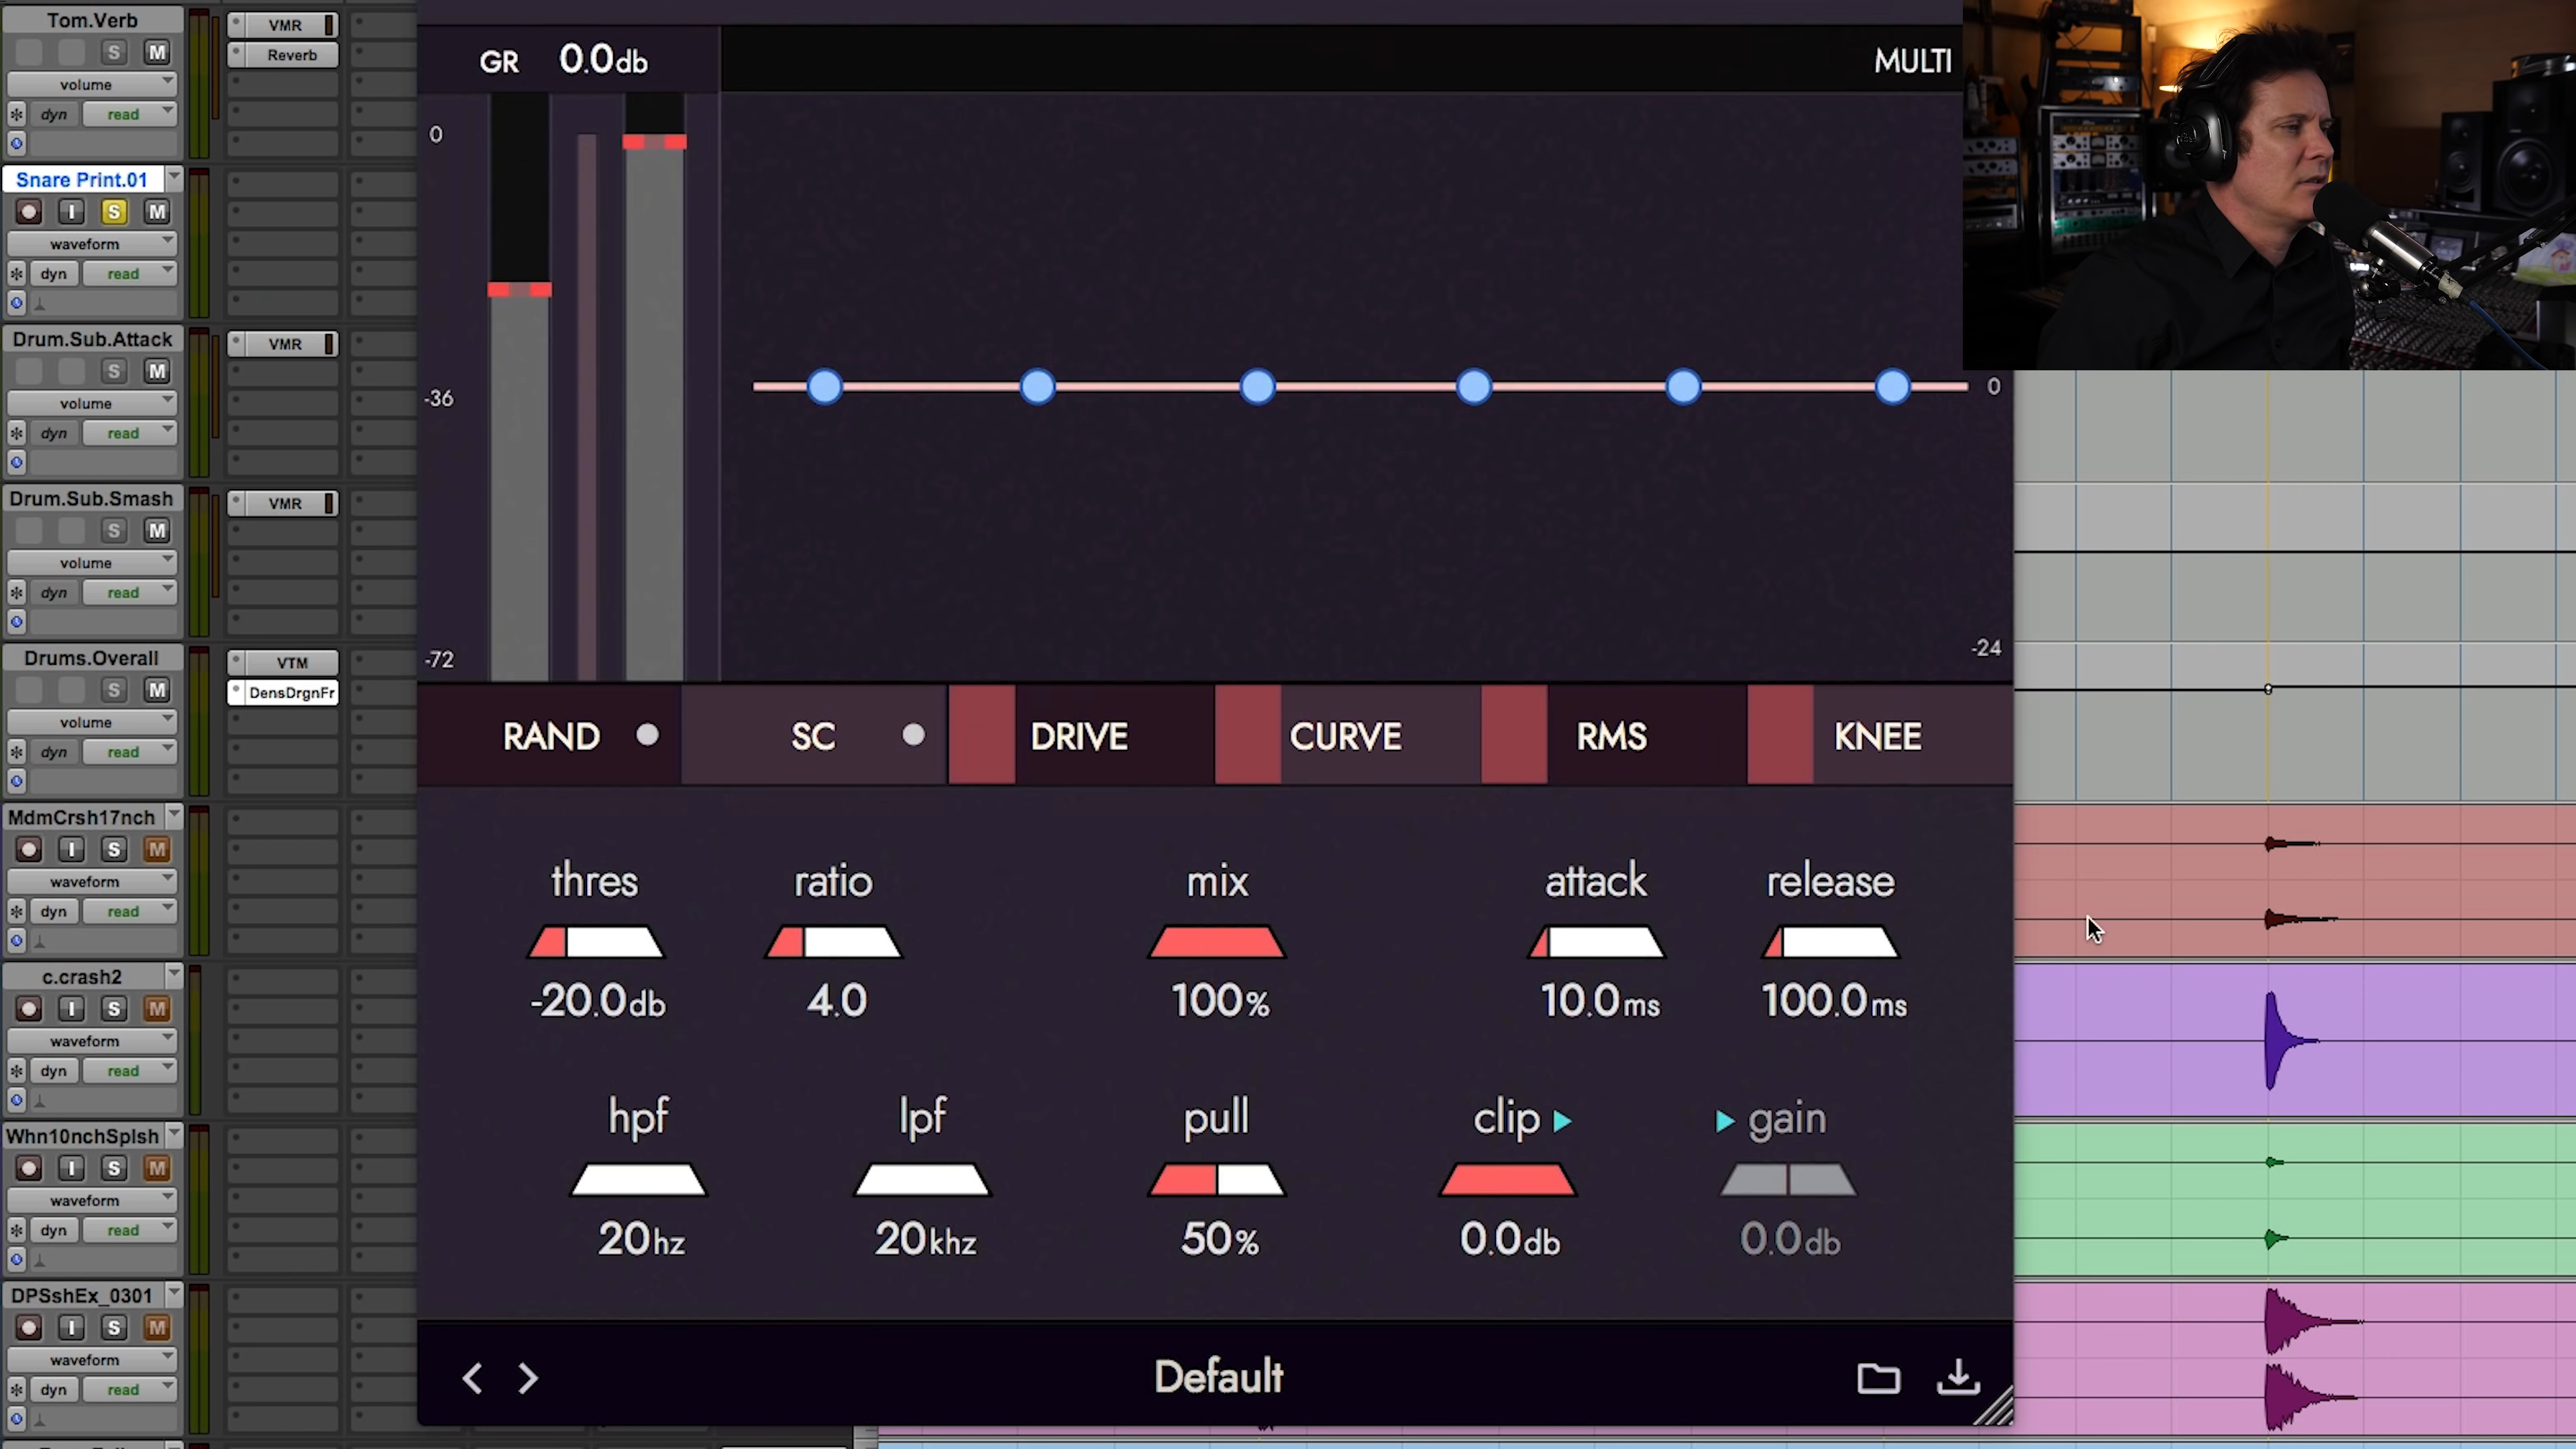 Tom.Verb
S M
volume
dyn read
VMR
Reverb
Snare Print.01
I S M
waveform
dyn read
Drum.Sub.Attack
S M
volume
dyn read
VMR
Drum.Sub.Smash
S M
volume
dyn read
VMR
Drums.Overall
S M
volume
dyn read
VTM
DensDrgnFr
MdmCrsh17nch
I S M
waveform
dyn read
c.crash2
I S M
waveform
dyn read
Whn10nchSplsh
I S M
waveform
dyn read
DPSshEx_0301
I S M
waveform
dyn read
GR 0.0db
MULTI
0
-36
-72
0
-24
RAND SC DRIVE CURVE RMS KNEE
thres ratio mix attack release
-20.0db 4.0 100% 10.0ms 100.0ms
hpf lpf pull clip gain
20hz 20khz 50% 0.0db 0.0db
Default